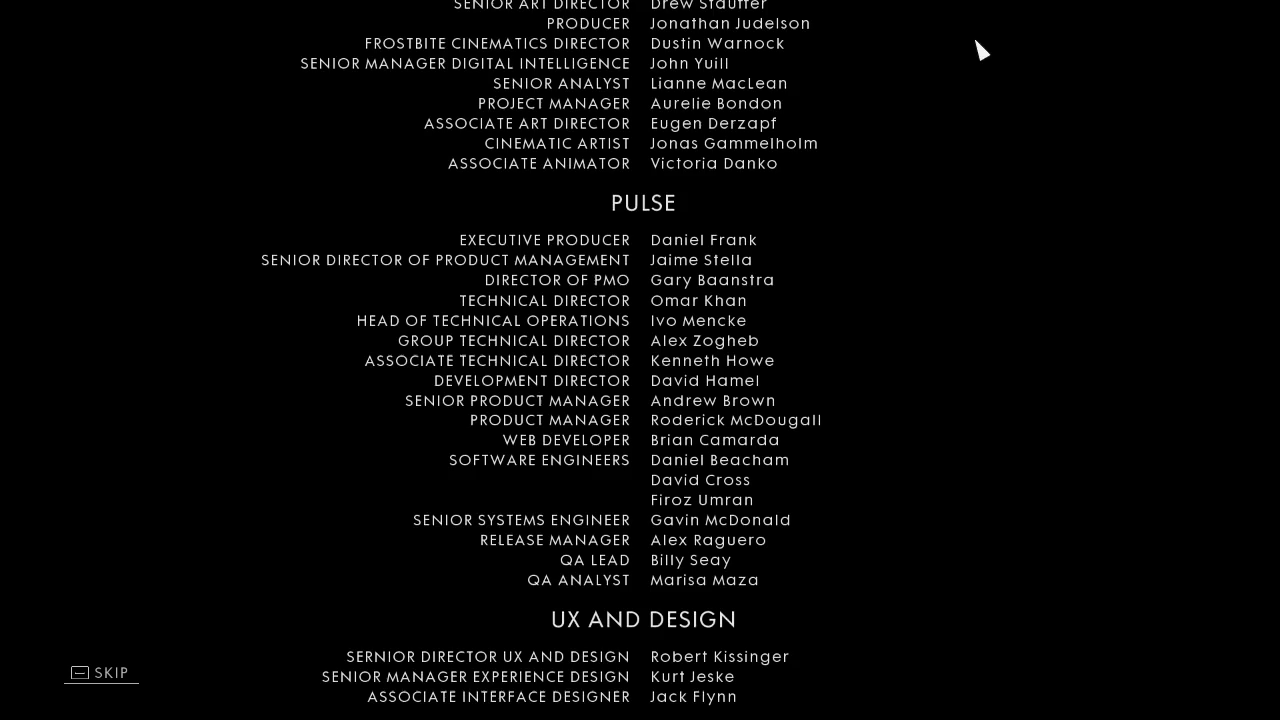 SENIOR ART DIRECTOR Drew Stauffer
PRODUCER Jonathan Judelson
FROSTBITE CINEMATICS DIRECTOR Dustin Warnock
SENIOR MANAGER DIGITAL INTELLIGENCE John Yuill
SENIOR ANALYST Lianne MacLean
PROJECT MANAGER Aurelie Bondon
ASSOCIATE ART DIRECTOR Eugen Derzapf
CINEMATIC ARTIST Jonas Gammelholm
ASSOCIATE ANIMATOR Victoria Danko
PULSE
EXECUTIVE PRODUCER Daniel Frank
SENIOR DIRECTOR OF PRODUCT MANAGEMENT Jaime Stella
DIRECTOR OF PMO Gary Baanstra
TECHNICAL DIRECTOR Omar Khan
HEAD OF TECHNICAL OPERATIONS Ivo Mencke
GROUP TECHNICAL DIRECTOR Alex Zogheb
ASSOCIATE TECHNICAL DIRECTOR Kenneth Howe
DEVELOPMENT DIRECTOR David Hamel
SENIOR PRODUCT MANAGER Andrew Brown
PRODUCT MANAGER Roderick McDougall
WEB DEVELOPER Brian Camarda
SOFTWARE ENGINEERS Daniel Beacham
David Cross
Firoz Umran
SENIOR SYSTEMS ENGINEER Gavin McDonald
RELEASE MANAGER Alex Raguero
QA LEAD Billy Seay
QA ANALYST Marisa Maza
UX AND DESIGN
SERNIOR DIRECTOR UX AND DESIGN Robert Kissinger
SENIOR MANAGER EXPERIENCE DESIGN Kurt Jeske
ASSOCIATE INTERFACE DESIGNER Jack Flynn
SKIP